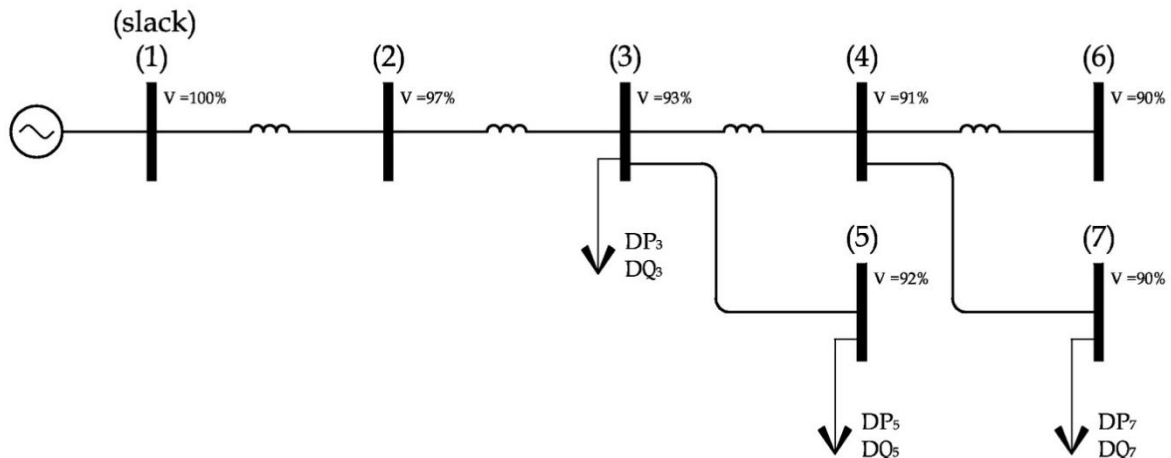 (slack)
(1)
(2)
(3)
(4)
(6)
V =100%
V =97%
V =93%
V =91%
V =90%
DP₃
DQ₃
(5)
(7)
V =92%
V =90%
DP₅
DQ₅
DP₇
DQ₇